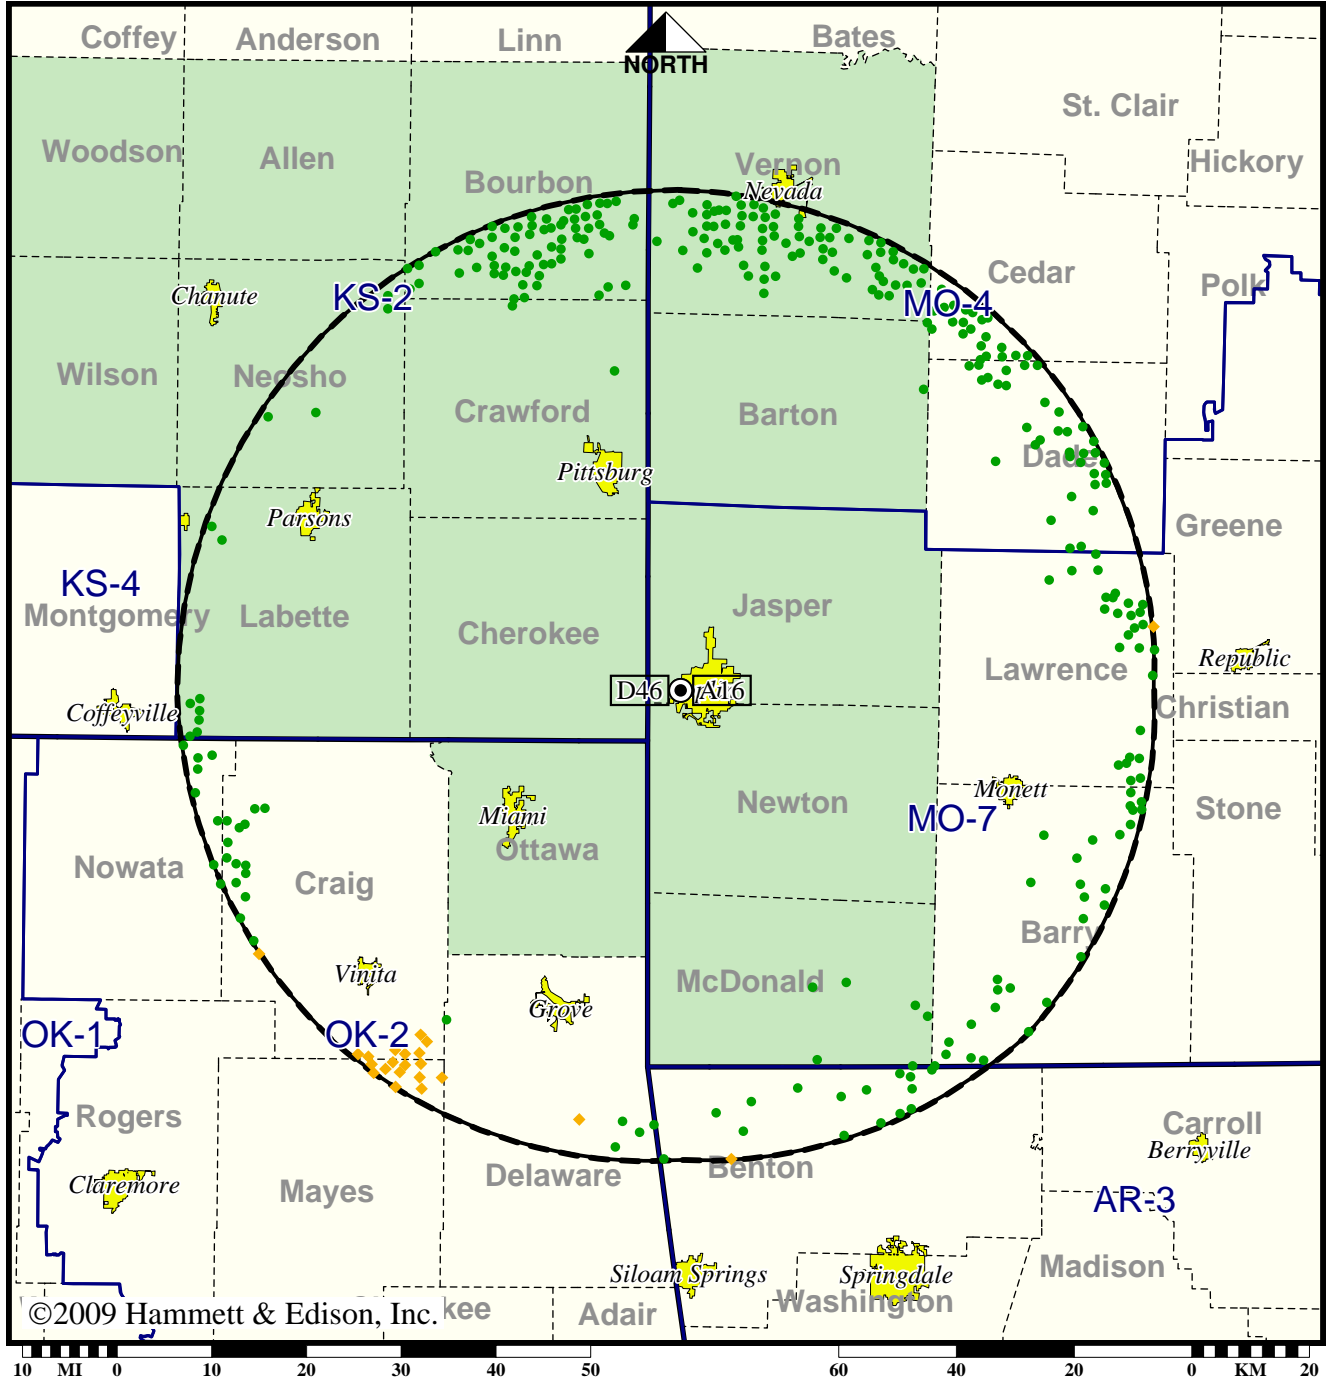 Coffey
Anderson
Linn
Bates
NORTH
St. Clair
Woodson
Allen
Bourbon
Vernon
Nevada
Hickory
Chanute
KS-2
MO-4
Cedar
Polk
Wilson
Neosho
Crawford
Barton
Pittsburg
Dade
Parsons
Greene
KS-4
Montgomery
Labette
Cherokee
Jasper
Lawrence
Republic
D46
A16
Coffeyville
Christian
Miami
Newton
Monett
MO-7
Stone
Nowata
Craig
Ottawa
Barry
Vinita
Grove
McDonald
OK-1
OK-2
Rogers
Carroll
Berryville
Claremore
Mayes
Delaware
Benton
AR-3
Siloam Springs
Springdale
Madison
Washington
©2009 Hammett & Edison, Inc.
kee
Adair
10 MI 0 10 20 30 40 50 60 40 20 0 KM 20